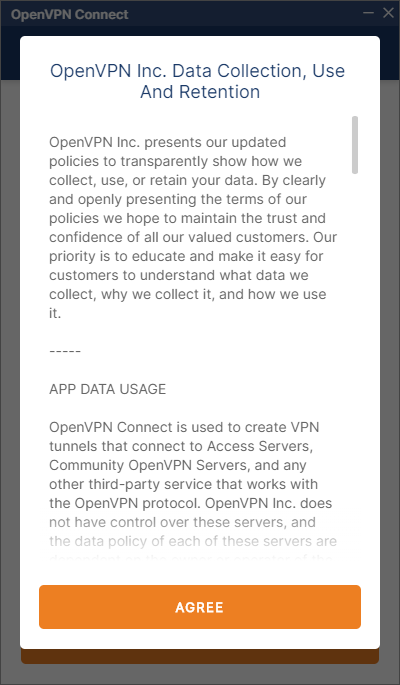 OpenVPN Connect
OpenVPN Inc. Data Collection, Use
And Retention
OpenVPN Inc. presents our updated
policies to transparently show how we
collect, use, or retain your data. By clearly
and openly presenting the terms of our
policies we hope to maintain the trust and
confidence of all our valued customers. Our
priority is to educate and make it easy for
customers to understand what data we
collect, why we collect it, and how we use
it.
-----
APP DATA USAGE
OpenVPN Connect is used to create VPN
tunnels that connect to Access Servers,
Community OpenVPN Servers, and any
other third-party service that works with
the OpenVPN protocol. OpenVPN Inc. does
not have control over these servers, and
the data policy of each of these servers are
AGREE